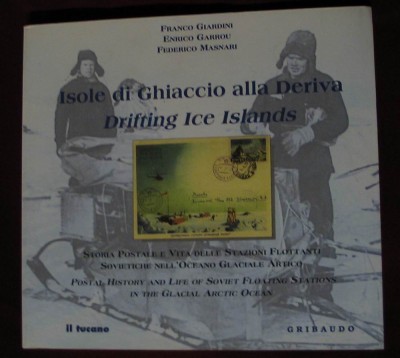 FRANCO GIARDINI
ENRICO GARROU
FEDERICO MASNARI
Isole di Ghiaccio alla Deriva
Drifting Ice Islands
STORIA POSTALE E VITA DELLE STAZIONI FLOTTANTI
SOVIETICHE NELL'OCEANO GLACIALE ARTICO
POSTAL HISTORY AND LIFE OF SOVIET FLOATING STATIONS
IN THE GLACIAL ARCTIC OCEAN
il tucano
GRIBAUDO